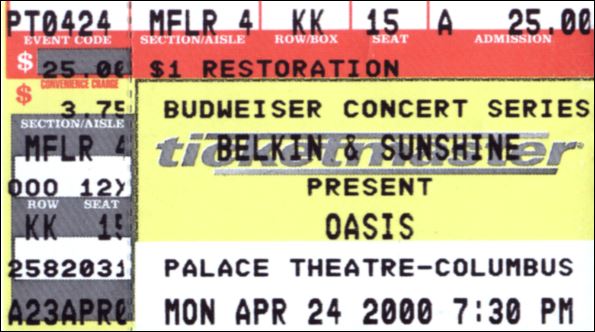 PT0424 MFLR 4 KK 15 A 25.00
EVENT CODE SECTION/AISLE ROW/BOX SEAT ADMISSION
$ 25.00 $1 RESTORATION
CONVENIENCE CHARGE
$ 3.75 BUDWEISER CONCERT SERIES
SECTION/AISLE
MFLR 4 BELKIN & SUNSHINE
ticketmaster
000 12X PRESENT
ROW SEAT
KK 15 OASIS
2582031 PALACE THEATRE-COLUMBUS
A23APR0 MON APR 24 2000 7:30 PM